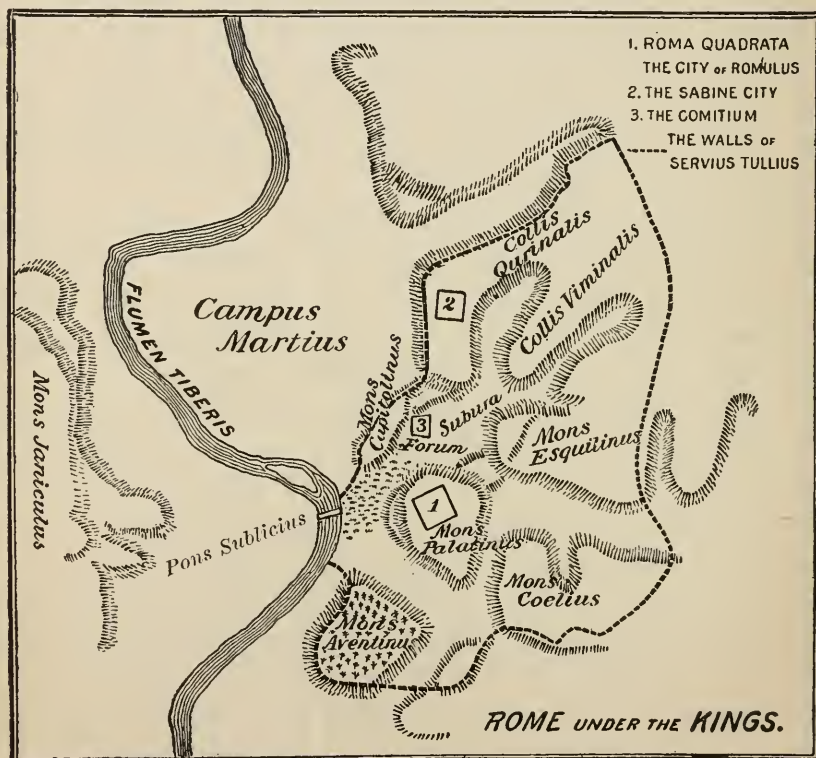 1. ROMA QUADRATA
THE CITY OF ROMULUS
2. THE SABINE CITY
3. THE COMITIUM
THE WALLS OF
SERVIUS TULLIUS
Collis
Quirinalis
Collis Viminalis
2
Campus
Martius
FLUMEN TIBERIS
Mons Janiculus
Mons
Capitolinus
3
Subura
Forum
Mons
Esquilinus
1
Mons
Palatinus
Pons Sublicius
Mons
Coelius
Mons
Aventinus
ROME UNDER THE KINGS.